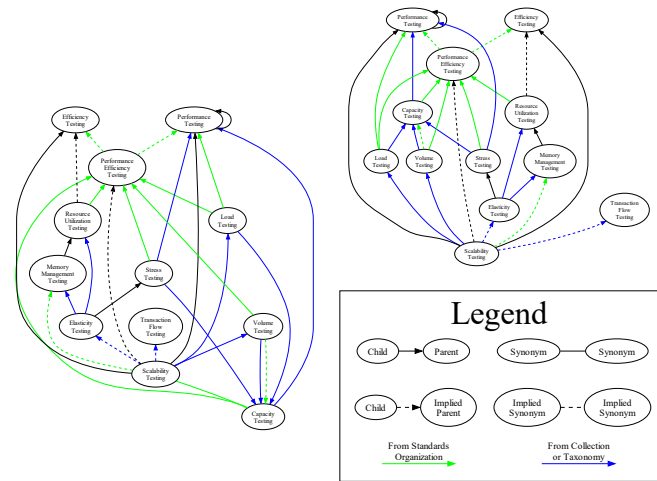 Efficiency
Testing
Performance
Testing
Performance
Efficiency
Testing
Resource
Utilization
Testing
Load
Testing
Memory
Management
Testing
Stress
Testing
Elasticity
Testing
Transaction
Flow
Testing
Volume
Testing
Scalability
Testing
Capacity
Testing
Performance
Testing
Efficiency
Testing
Performance
Efficiency
Testing
Capacity
Testing
Resource
Utilization
Testing
Load
Testing
Volume
Testing
Stress
Testing
Memory
Management
Testing
Elasticity
Testing
Transaction
Flow
Testing
Scalability
Testing
Legend
Child
Parent
Synonym
Synonym
Child
Implied
Parent
Implied
Synonym
Implied
Synonym
From Standards
Organization
From Collection
or Taxonomy